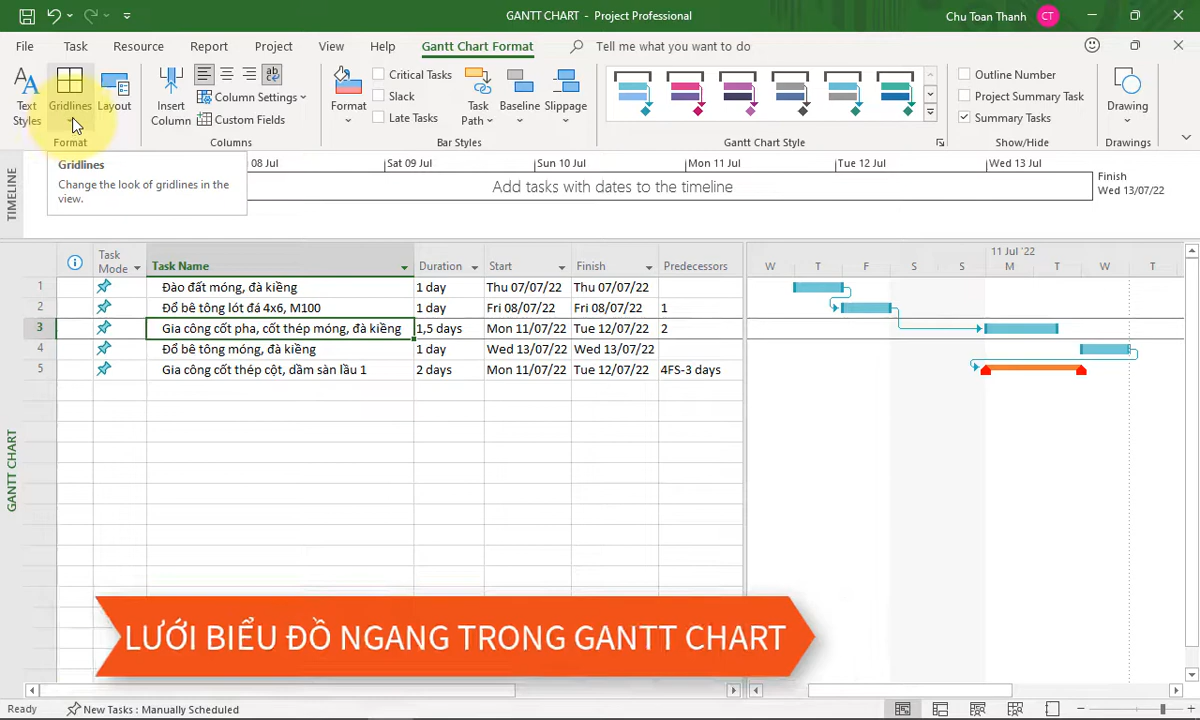 GANTT CHART - Project Professional
Chu Toan Thanh CT
File Task Resource Report Project View Help Gantt Chart Format Tell me what you want to do
Text Styles
Gridlines
Layout
Format
Insert Column
Column Settings
Custom Fields
Columns
Format
Critical Tasks
Slack
Late Tasks
Task Path
Baseline
Slippage
Bar Styles
Gantt Chart Style
Outline Number
Project Summary Task
Summary Tasks
Show/Hide
Drawing
Drawings
Gridlines
Change the look of gridlines in the
view.
TIMELINE
08 Jul Sat 09 Jul Sun 10 Jul Mon 11 Jul Tue 12 Jul Wed 13 Jul
Add tasks with dates to the timeline
Finish
Wed 13/07/22
GANTT CHART
Task Mode Task Name Duration Start Finish Predecessors
11 Jul '22
W T F S S M T W T
1 Đào đất móng, đà kiềng 1 day Thu 07/07/22 Thu 07/07/22
2 Đổ bê tông lót đá 4x6, M100 1 day Fri 08/07/22 Fri 08/07/22 1
3 Gia công cốt pha, cốt thép móng, đà kiềng 1,5 days Mon 11/07/22 Tue 12/07/22 2
4 Đổ bê tông móng, đà kiềng 1 day Wed 13/07/22 Wed 13/07/22
5 Gia công cốt thép cột, dầm sàn lầu 1 2 days Mon 11/07/22 Tue 12/07/22 4FS-3 days
LƯỚI BIỂU ĐỒ NGANG TRONG GANTT CHART
Ready New Tasks : Manually Scheduled